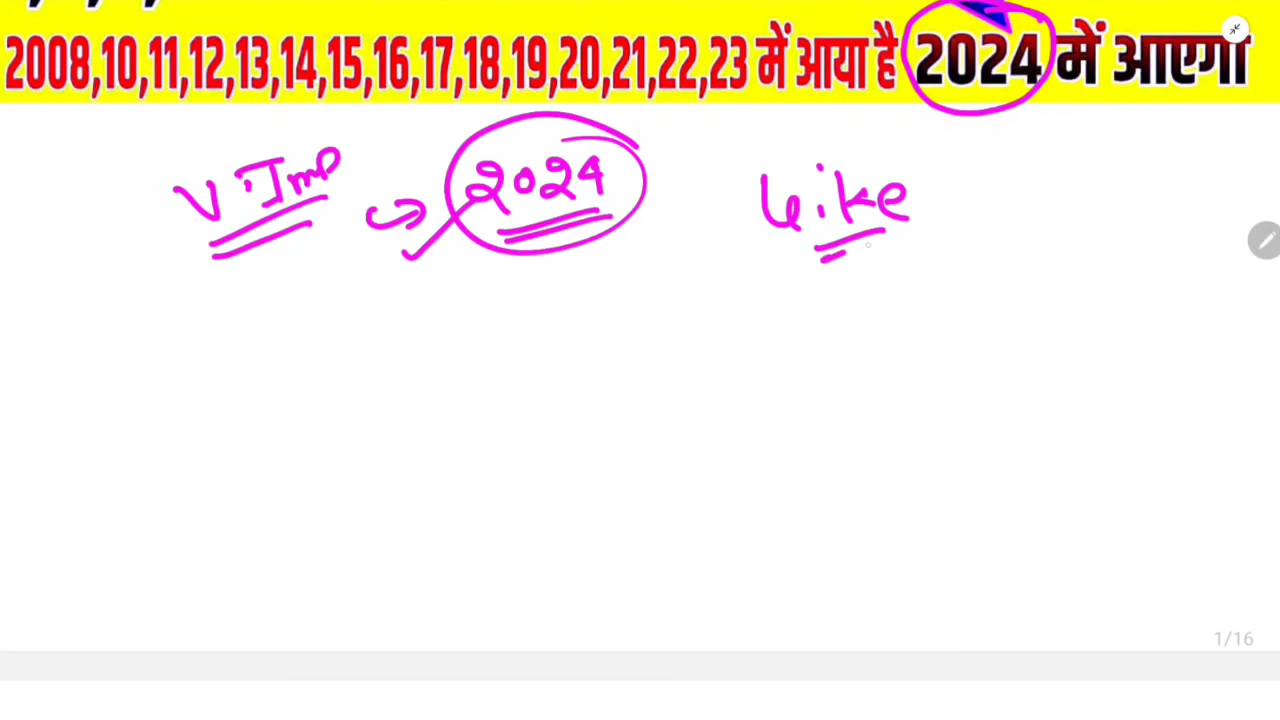 2008,10,11,12,13,14,15,16,17,18,19,20,21,22,23 में आया है 2024 में आएगा
V.Imp → 2024 Like
1/16